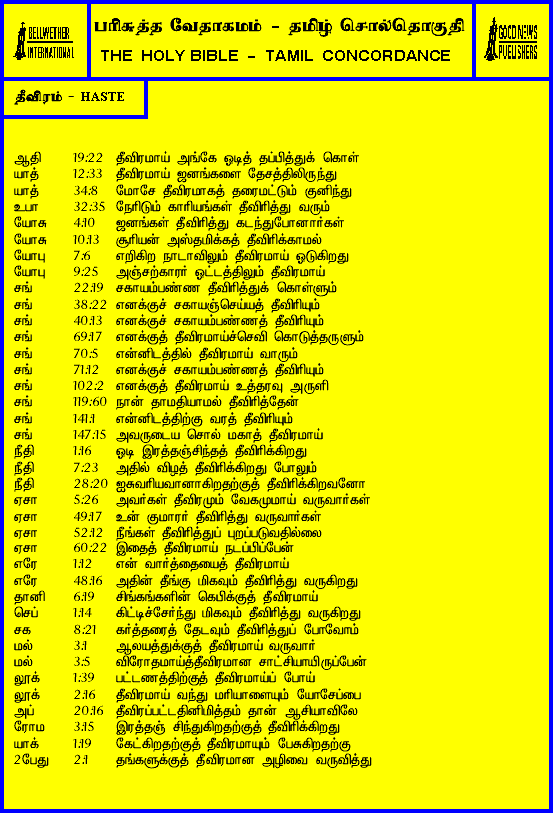 BELLWETHER
INTERNATIONAL
பரிசுத்த வேதாகமம் - தமிழ் சொல்தொகுதி
THE HOLY BIBLE - TAMIL CONCORDANCE
GOOD NEWS
PUBLISHERS
தீவிரம் - HASTE
ஆதி 19:22 தீவிரமாய் அங்கே ஓடித் தப்பித்துக் கொள்
யாத் 12:33 தீவிரமாய் ஜனங்களை தேசத்திலிருந்து
யாத் 34:8 மோசே தீவிரமாகத் தரைமட்டும் குனிந்து
உபா 32:35 நேரிடும் காரியங்கள் தீவிரித்து வரும்
யோசு 4:10 ஜனங்கள் தீவிரித்து கடந்துபோனார்கள்
யோசு 10:13 சூரியன் அஸ்தமிக்கத் தீவிரிக்காமல்
யோபு 7:6 எறிகிற நாடாவிலும் தீவிரமாய் ஓடுகிறது
யோபு 9:25 அஞ்சற்காரர் ஓட்டத்திலும் தீவிரமாய்
சங் 22:19 சகாயம்பண்ண தீவிரித்துக் கொள்ளும்
சங் 38:22 எனக்குச் சகாயஞ்செய்யத் தீவிரியும்
சங் 40:13 எனக்குச் சகாயம்பண்ணத் தீவிரியும்
சங் 69:17 எனக்குத் தீவிரமாய்ச்செவி கொடுத்தருளும்
சங் 70:5 என்னிடத்தில் தீவிரமாய் வாரும்
சங் 71:12 எனக்குச் சகாயம்பண்ணத் தீவிரியும்
சங் 102:2 எனக்குத் தீவிரமாய் உத்தரவு அருளி
சங் 119:60 நான் தாமதியாமல் தீவிரித்தேன்
சங் 141:1 என்னிடத்திற்கு வரத் தீவிரியும்
சங் 147:15 அவருடைய சொல் மகாத் தீவிரமாய்
நீதி 1:16 ஓடி இரத்தஞ்சிந்தத் தீவிரிக்கிறது
நீதி 7:23 அதில் விழத் தீவிரிக்கிறது போலும்
நீதி 28:20 ஐசுவரியவானாகிறதற்குத் தீவிரிக்கிறவனோ
ஏசா 5:26 அவர்கள் தீவிரமும் வேகமுமாய் வருவார்கள்
ஏசா 49:17 உன் குமாரர் தீவிரித்து வருவார்கள்
ஏசா 52:12 நீங்கள் தீவிரித்துப் புறப்படுவதில்லை
ஏசா 60:22 இதைத் தீவிரமாய் நடப்பிப்பேன்
எரே 1:12 என் வார்த்தையைத் தீவிரமாய்
எரே 48:16 அதின் தீங்கு மிகவும் தீவிரித்து வருகிறது
தானி 6:19 சிங்கங்களின் கெபிக்குத் தீவிரமாய்
செப் 1:14 கிட்டிச்சேர்ந்து மிகவும் தீவிரித்து வருகிறது
சக 8:21 கர்த்தரைத் தேடவும் தீவிரித்துப் போவோம்
மல் 3:1 ஆலயத்துக்குத் தீவிரமாய் வருவார்
மல் 3:5 விரோதமாய்த்தீவிரமான சாட்சியாயிருப்பேன்
லூக் 1:39 பட்டணத்திற்குத் தீவிரமாய்ப் போய்
லூக் 2:16 தீவிரமாய் வந்து மரியாளையும் யோசேப்பை
அப் 20:16 தீவிரப்பட்டதினிமித்தம் தான் ஆசியாவிலே
ரோம 3:15 இரத்தஞ் சிந்துகிறதற்குத் தீவிரிக்கிறது
யாக் 1:19 கேட்கிறதற்குத் தீவிரமாயும் பேசுகிறதற்கு
2பேது 2:1 தங்களுக்குத் தீவிரமான அழிவை வருவித்து